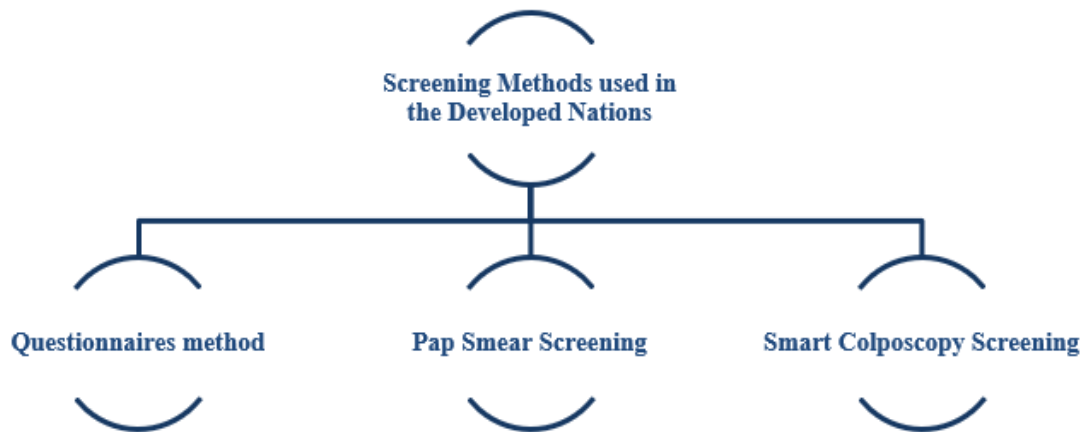 Screening Methods used in
the Developed Nations
Questionnaires method
Pap Smear Screening
Smart Colposcopy Screening